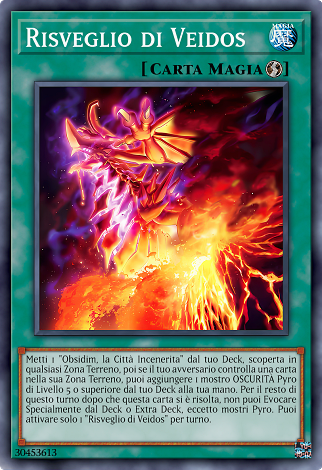 Risveglio di Veidos
MAGIA
[Carta Magia]
Metti 1 "Obsidim, la Città Incenerita" dal tuo Deck, scoperta in
qualsiasi Zona Terreno, poi se il tuo avversario controlla una carta
nella sua Zona Terreno, puoi aggiungere 1 mostro OSCURITÀ Pyro
di Livello 5 o superiore dal tuo Deck alla tua mano. Per il resto di
questo turno dopo che questa carta si è risolta, non puoi Evocare
Specialmente dal Deck o Extra Deck, eccetto mostri Pyro. Puoi
attivare solo 1 "Risveglio di Veidos" per turno.
30453613